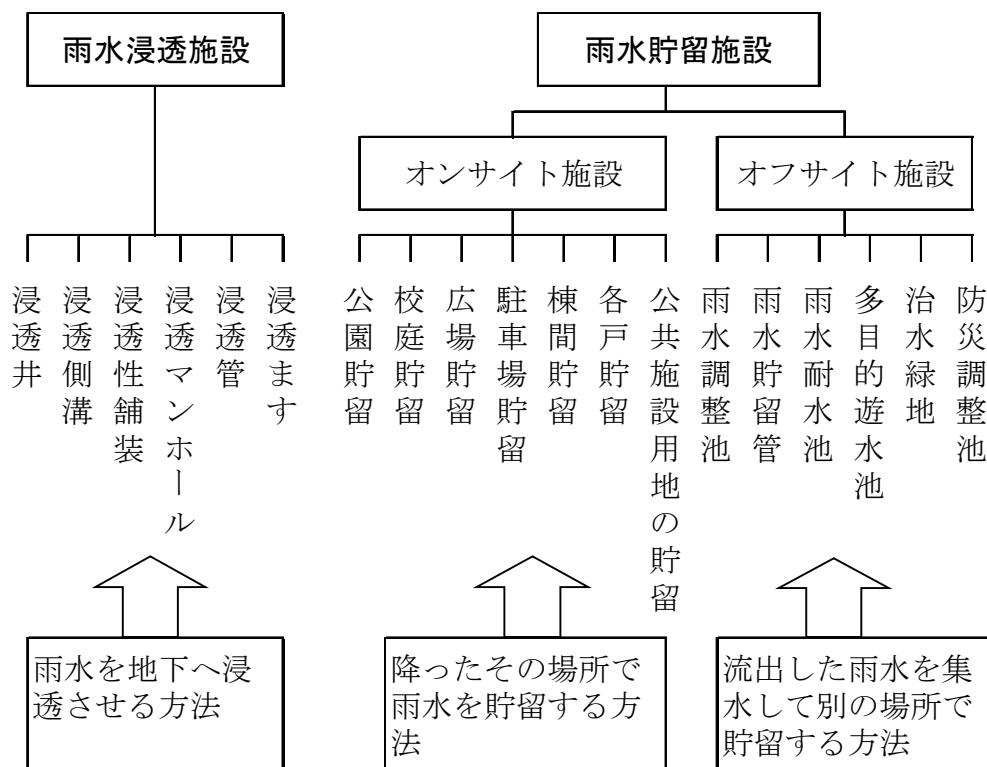 雨水浸透施設
雨水貯留施設
オンサイト施設
オフサイト施設
浸透井
浸透側溝
浸透性舗装
浸透マンホール
浸透管
浸透ます
公園貯留
校庭貯留
広場貯留
駐車場貯留
棟間貯留
各戸貯留
公共施設用地の貯留
雨水調整池
雨水貯留管
雨水耐水池
多目的遊水池
治水緑地
防災調整池
雨水を地下へ浸
透させる方法
降ったその場所で
雨水を貯留する方
法
流出した雨水を集
水して別の場所で
貯留する方法